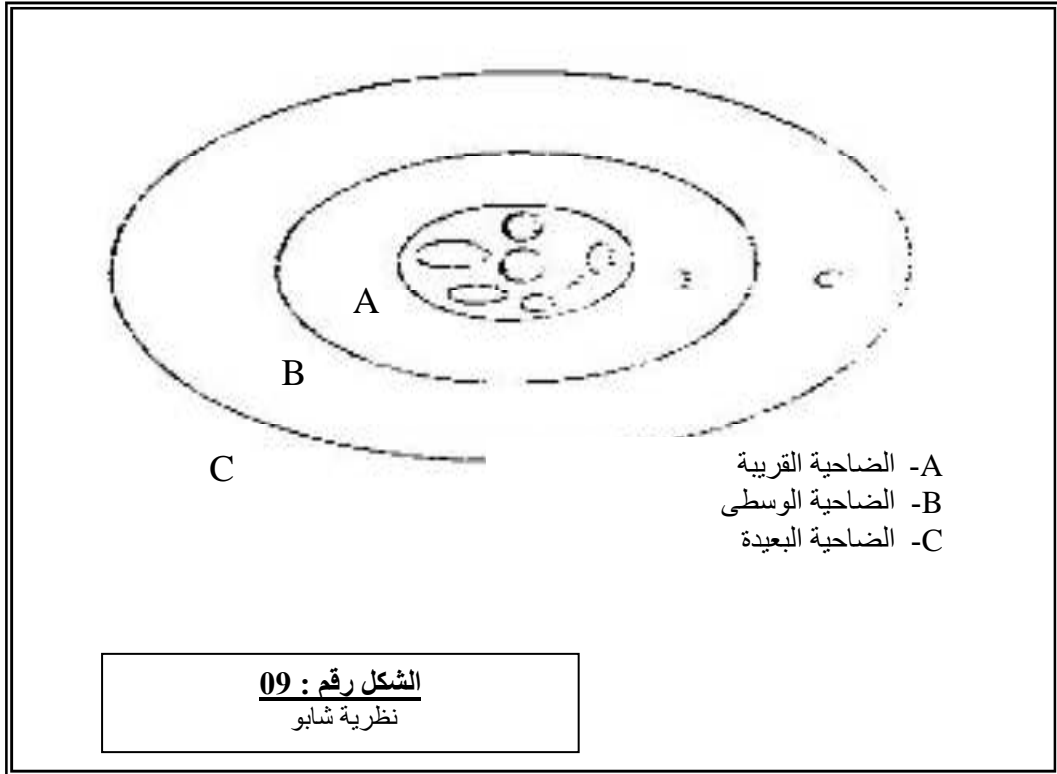 A
B
C
C
A- الضاحية القريبة
B- الضاحية الوسطى
C- الضاحية البعيدة
الشكل رقم : 09
نظرية شابو